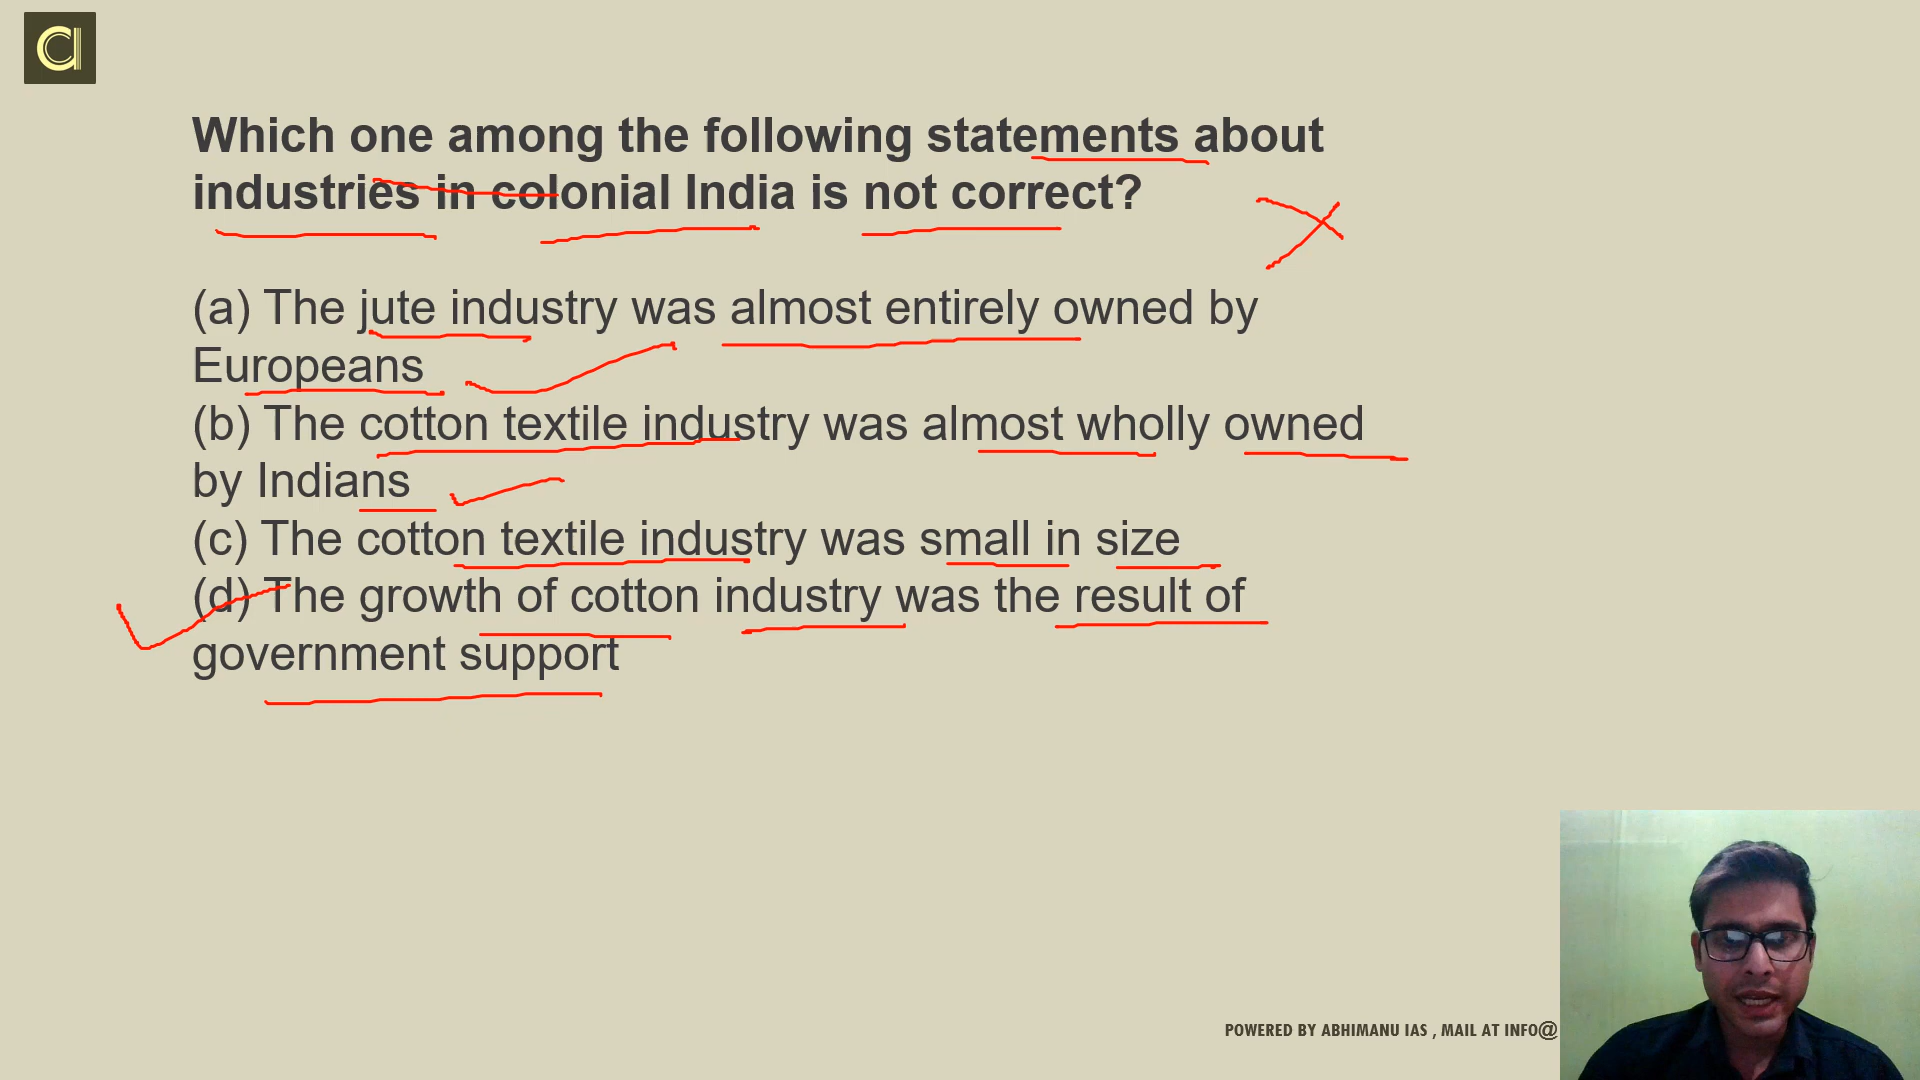 Which one among the following statements about
industries in colonial India is not correct?
(a) The jute industry was almost entirely owned by
Europeans
(b) The cotton textile industry was almost wholly owned
by Indians
(c) The cotton textile industry was small in size
(d) The growth of cotton industry was the result of
government support
POWERED BY ABHIMANU IAS , MAIL AT INFO@